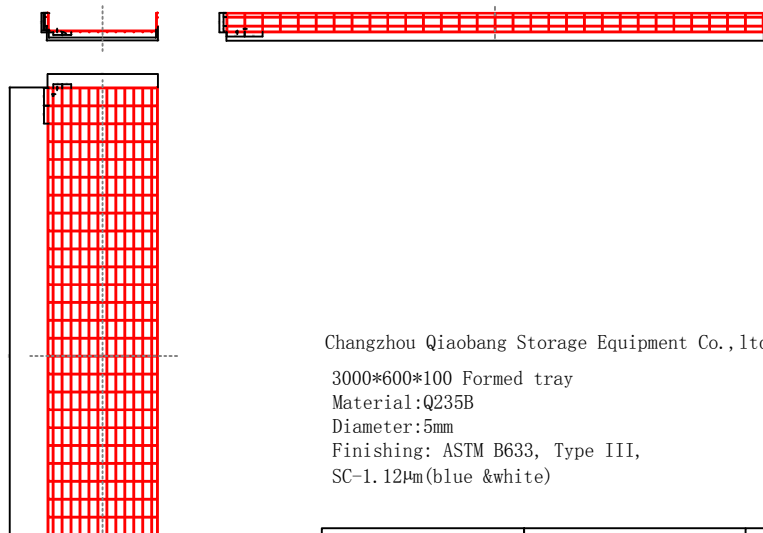 Changzhou Qiaobang Storage Equipment Co.,ltd
3000*600*100 Formed tray
Material:Q235B
Diameter:5mm
Finishing: ASTM B633, Type III,
SC-1.12μm(blue &white)